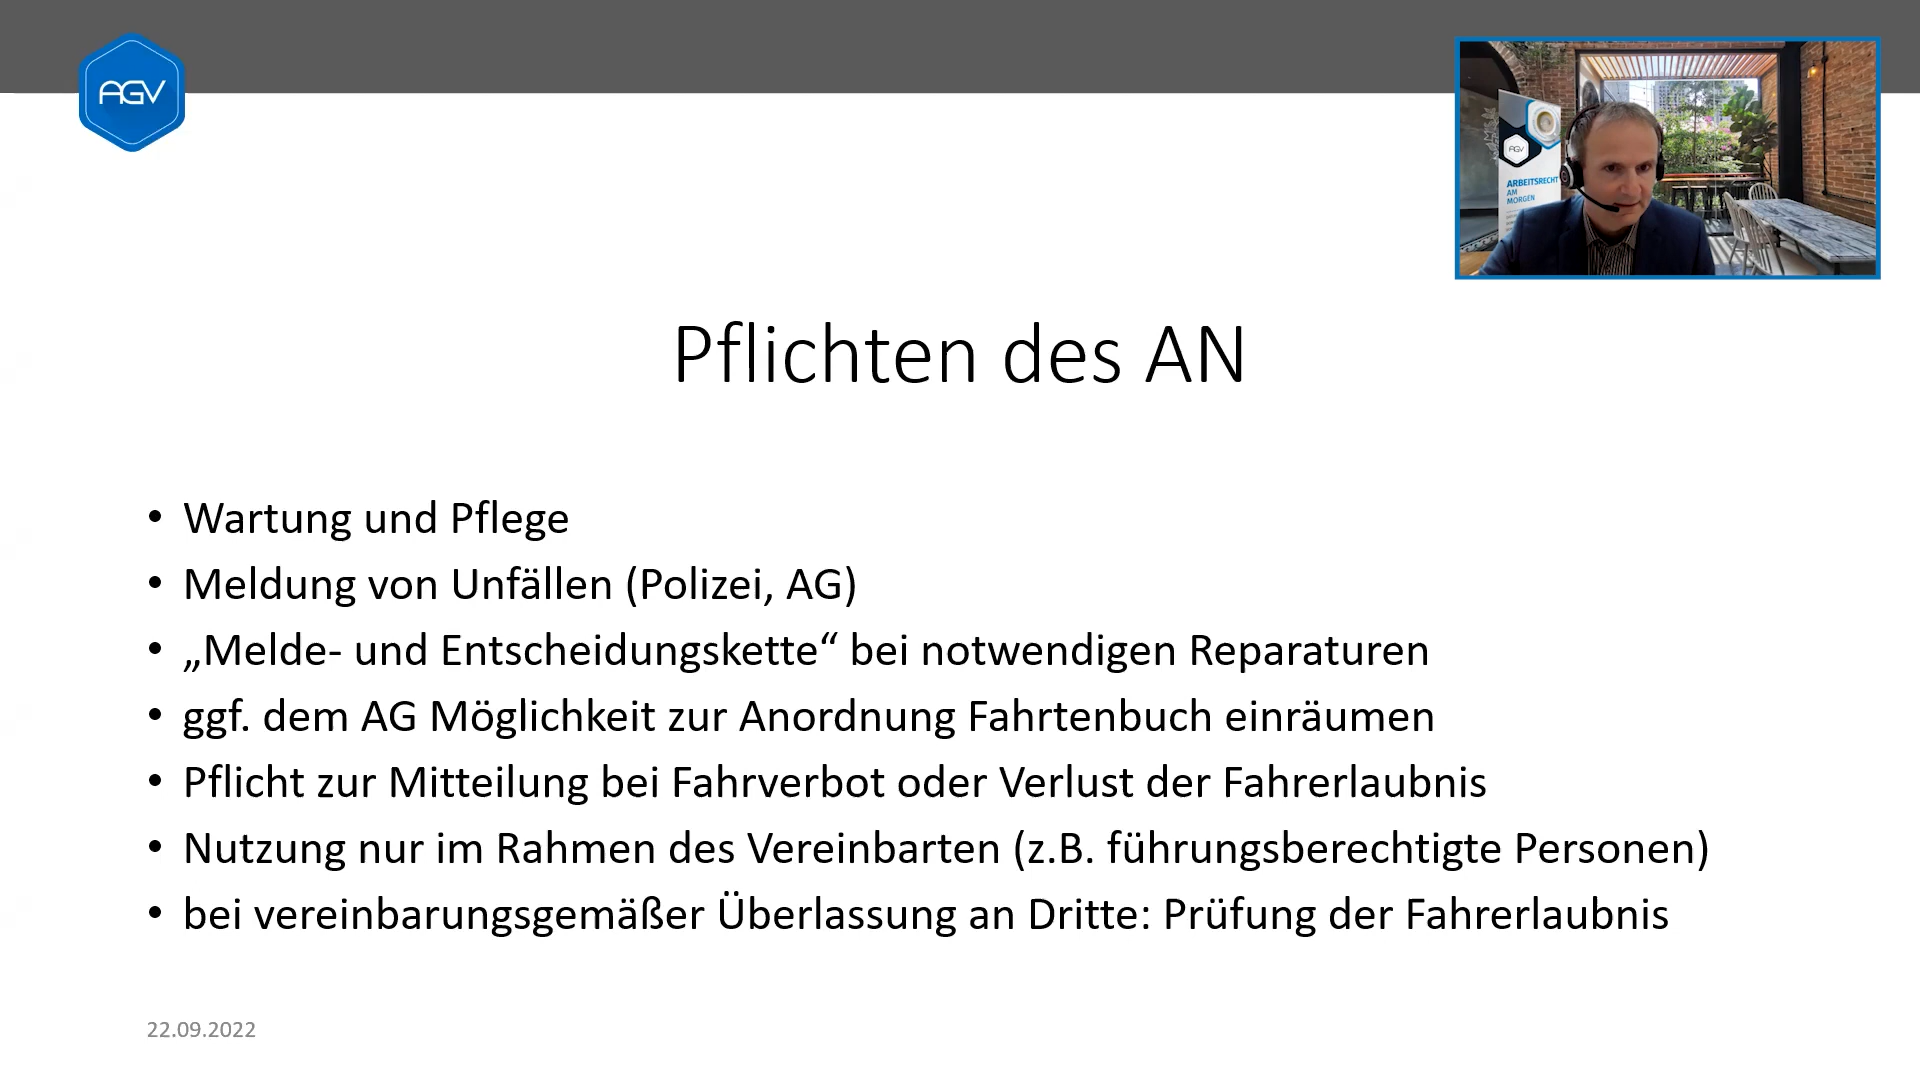 AGV
AGV
ARBEITSRECHT
AM
MORGEN
Pflichten des AN
• Wartung und Pflege
• Meldung von Unfällen (Polizei, AG)
• „Melde- und Entscheidungskette“ bei notwendigen Reparaturen
• ggf. dem AG Möglichkeit zur Anordnung Fahrtenbuch einräumen
• Pflicht zur Mitteilung bei Fahrverbot oder Verlust der Fahrerlaubnis
• Nutzung nur im Rahmen des Vereinbarten (z.B. führungsberechtigte Personen)
• bei vereinbarungsgemäßer Überlassung an Dritte: Prüfung der Fahrerlaubnis
22.09.2022